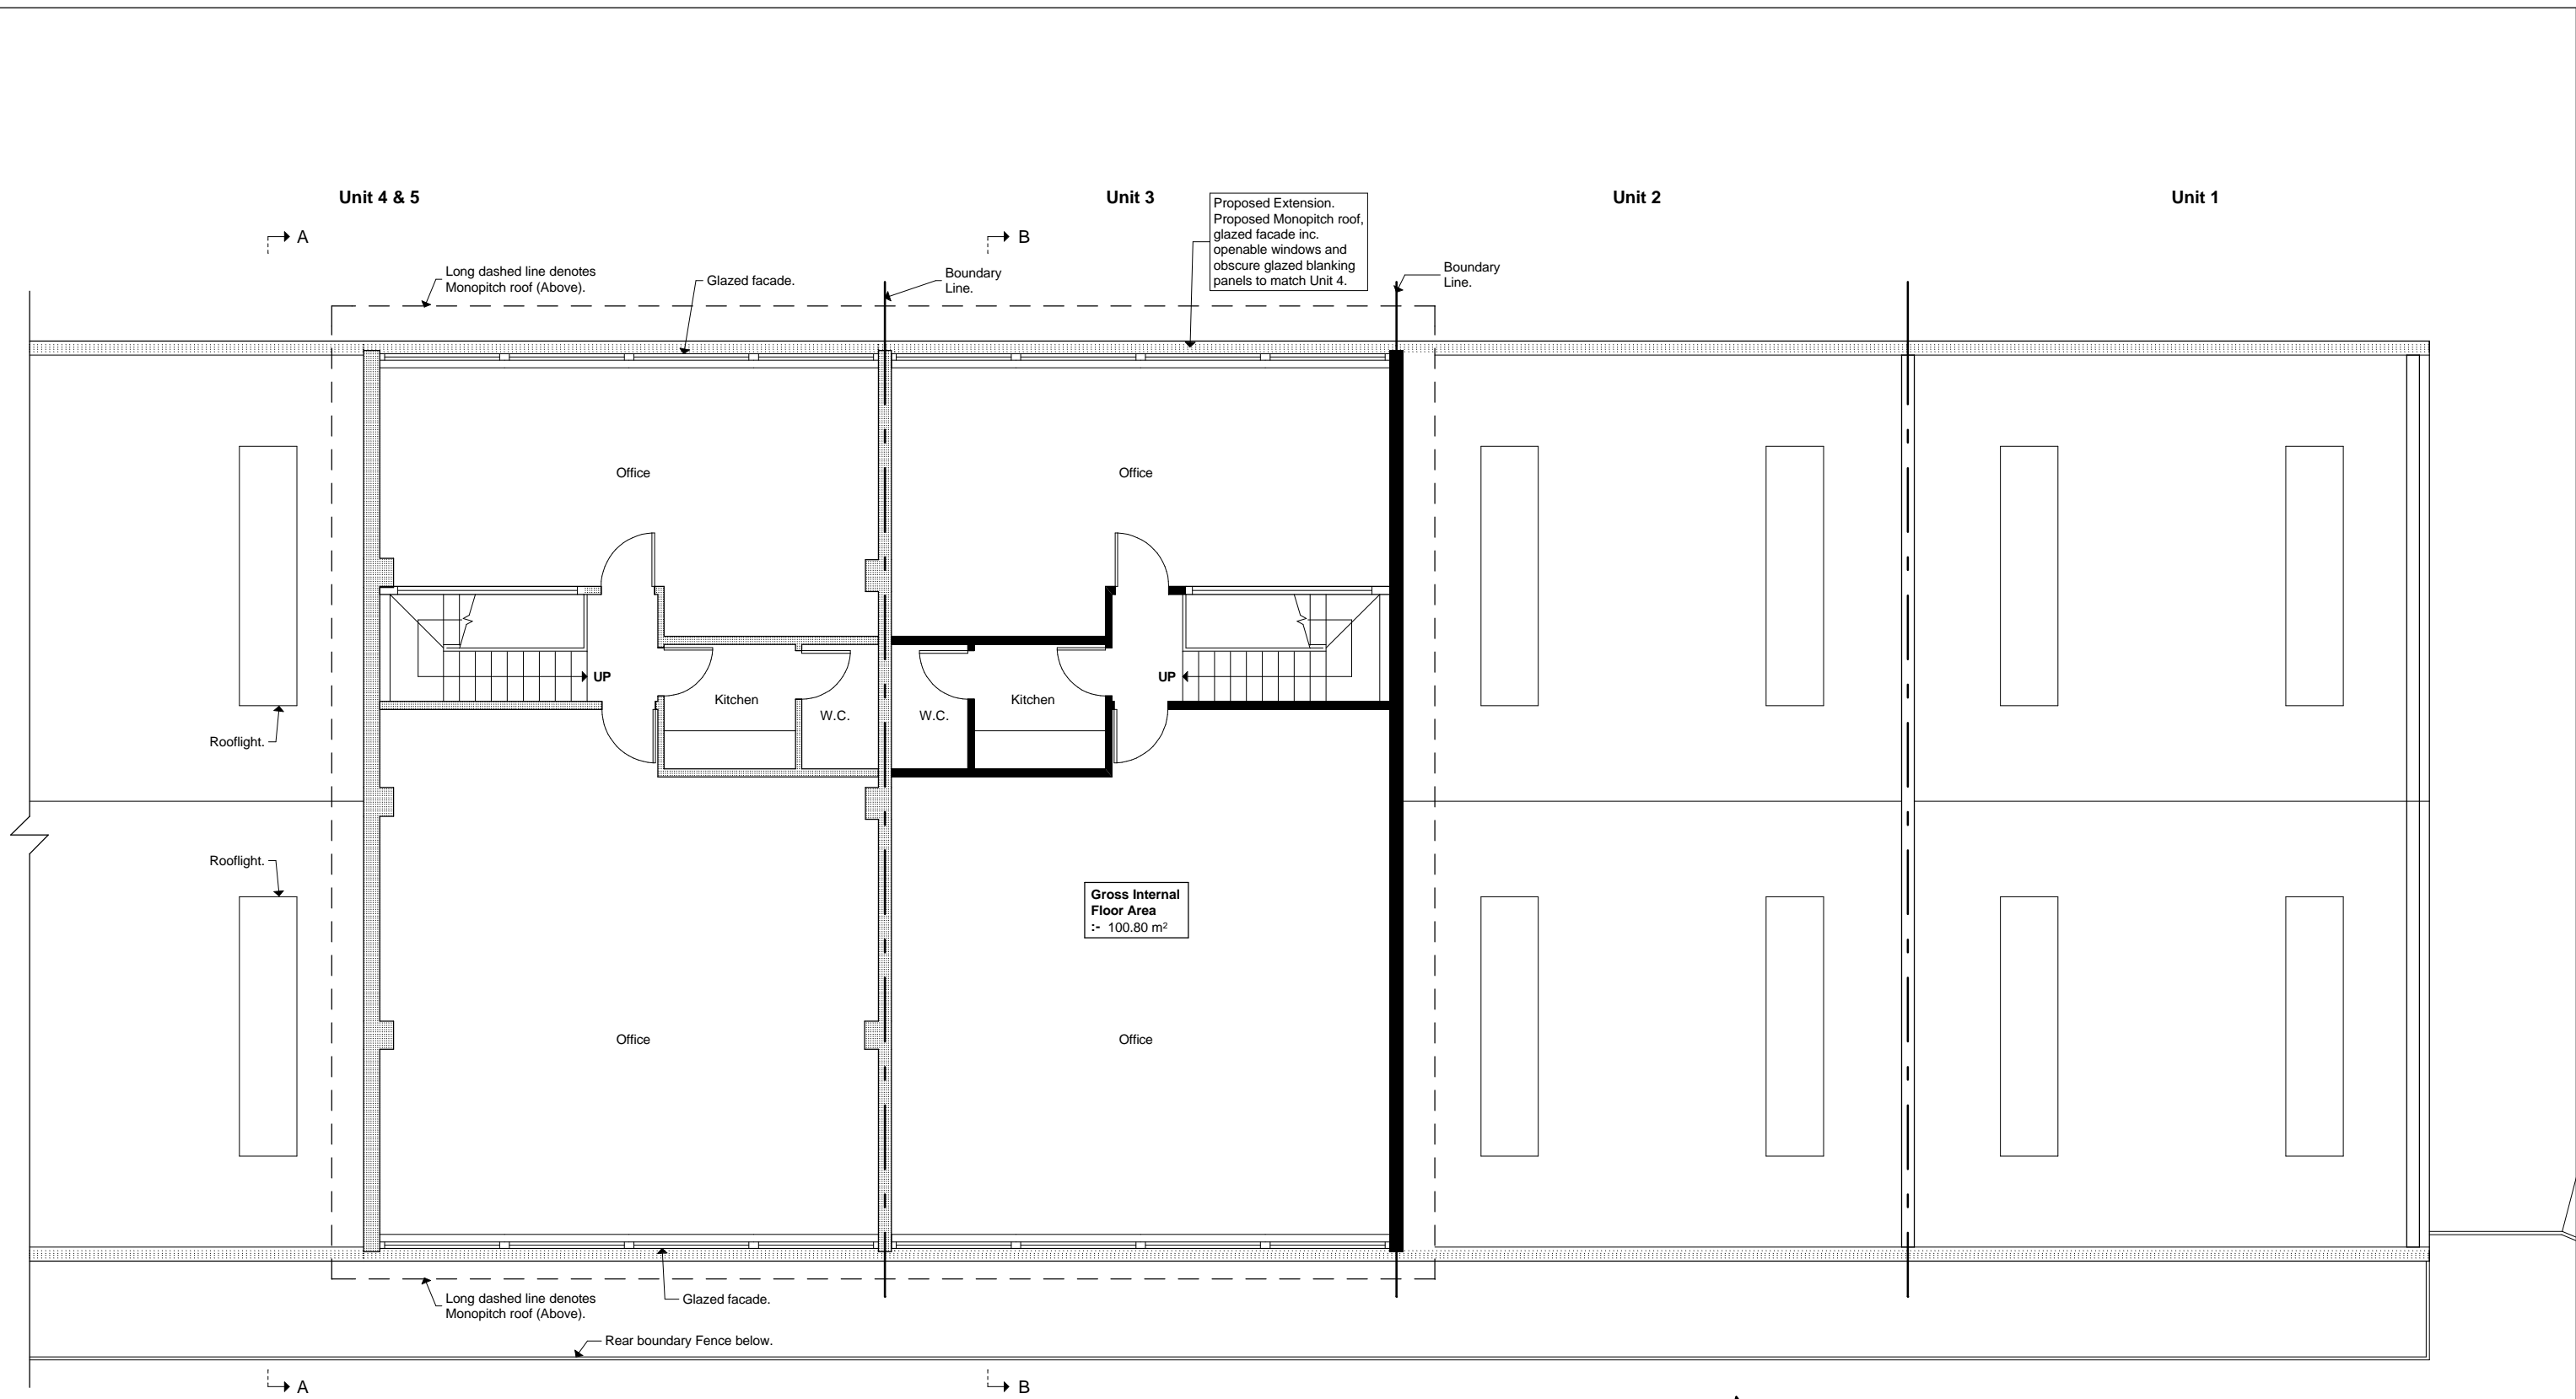 Unit 4 & 5
Unit 3
Unit 2
Unit 1
Proposed Extension.
Proposed Monopitch roof,
glazed facade inc.
openable windows and
obscure glazed blanking
panels to match Unit 4.
A
B
Long dashed line denotes
Monopitch roof (Above).
Glazed facade.
Boundary
Line.
Boundary
Line.
Office
Office
UP
Kitchen
W.C.
W.C.
Kitchen
UP
Rooflight.
Rooflight.
Gross Internal
Floor Area
:- 100.80 m²
Office
Office
Long dashed line denotes
Monopitch roof (Above).
Glazed facade.
Rear boundary Fence below.
A
B